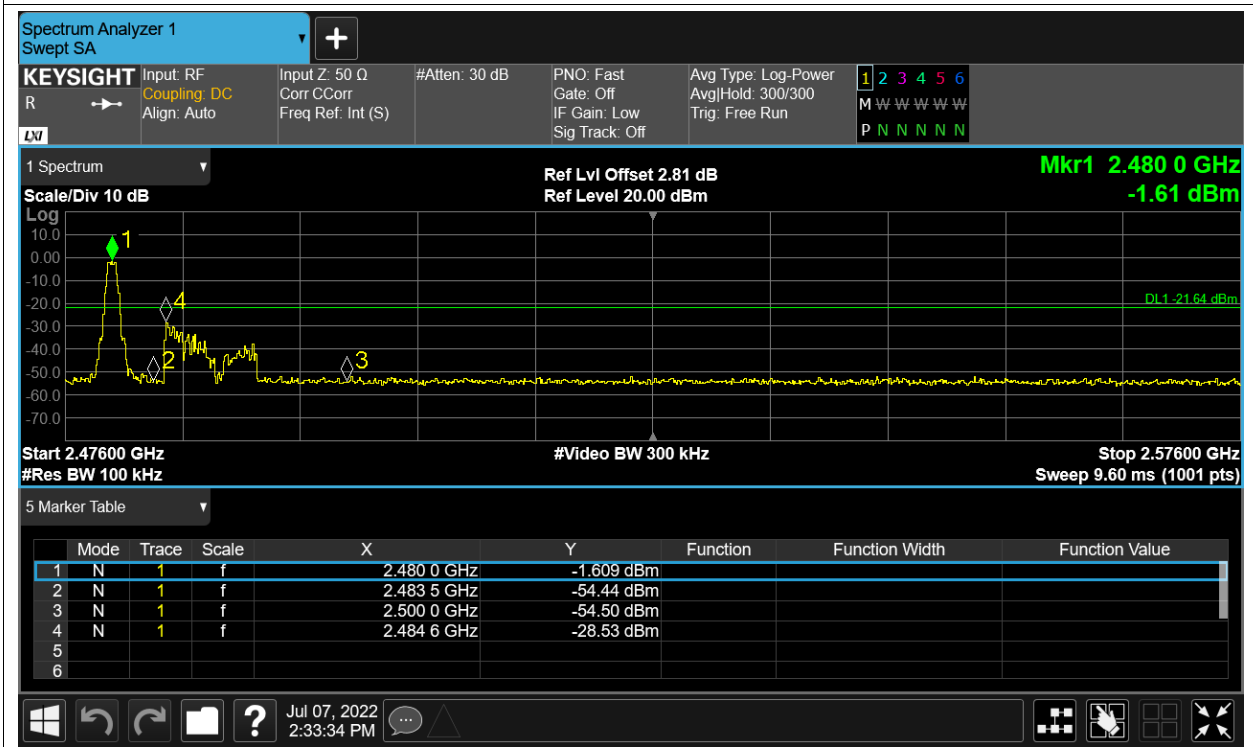 Spectrum Analyzer 1
Swept SA
+
KEYSIGHT Input: RF Input Z: 50 Ω #Atten: 30 dB PNO: Fast Avg Type: Log-Power 1 2 3 4 5 6
R Coupling: DC Corr CCorr Gate: Off Avg|Hold: 300/300 M W W W W W
Align: Auto Freq Ref: Int (S) IF Gain: Low Trig: Free Run
LXI Sig Track: Off P N N N N N
1 Spectrum Ref Lvl Offset 2.81 dB Mkr1 2.480 0 GHz
Scale/Div 10 dB Ref Level 20.00 dBm -1.61 dBm
Log
10.0
1
0.00
-10.0
-20.0
4
DL1 -21.64 dBm
-30.0
-40.0
2
3
-50.0
-60.0
-70.0
Start 2.47600 GHz #Video BW 300 kHz Stop 2.57600 GHz
#Res BW 100 kHz Sweep 9.60 ms (1001 pts)
5 Marker Table
Mode Trace Scale X Y Function Function Width Function Value
1 N 1 f 2.480 0 GHz -1.609 dBm
2 N 1 f 2.483 5 GHz -54.44 dBm
3 N 1 f 2.500 0 GHz -54.50 dBm
4 N 1 f 2.484 6 GHz -28.53 dBm
5
6
? Jul 07, 2022
2:33:34 PM